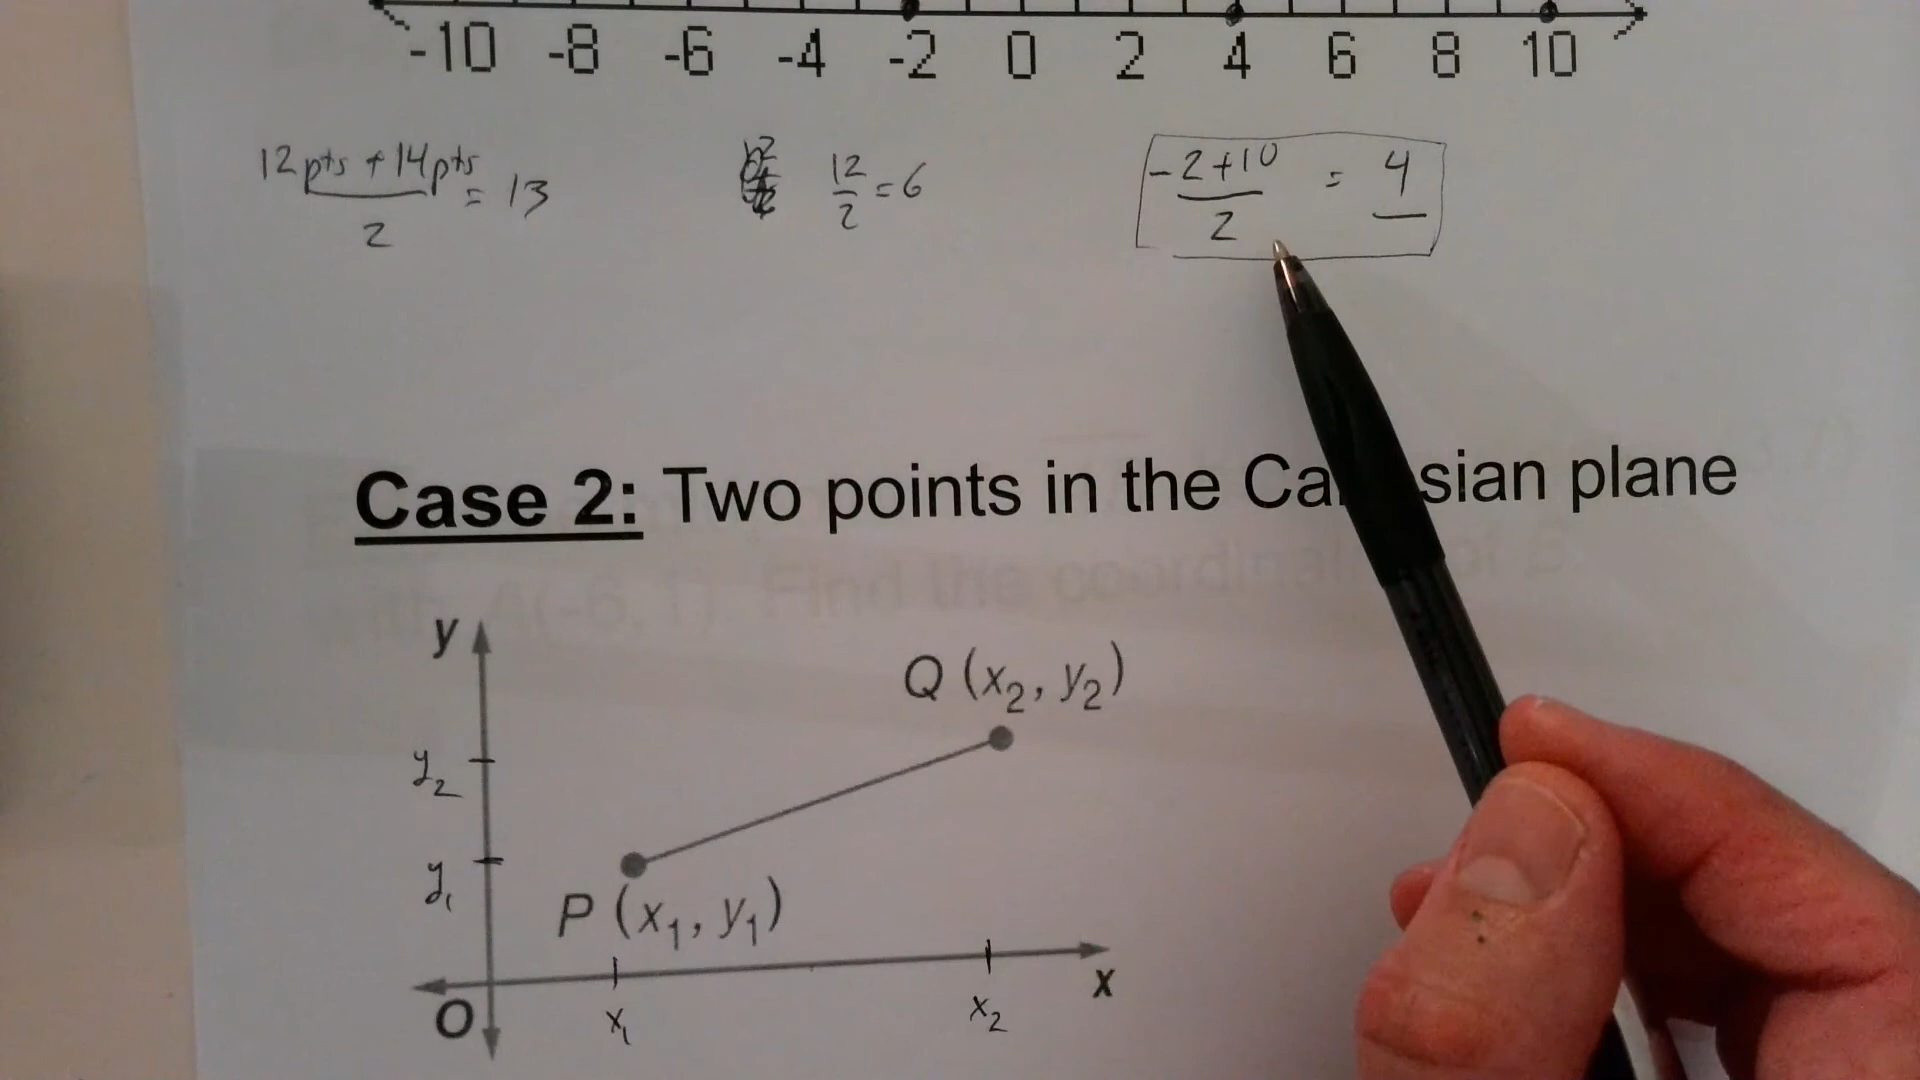 -10 -8 -6 -4 -2 0 2 4 6 8 10
12pts + 14pts
2
= 13
12
2
= 6
-2+10
2
= 4
Case 2: Two points in the Ca sian plane
y
Q (x₂, y₂)
y₂
y₁
P (x₁, y₁)
x
O
x₁
x₂